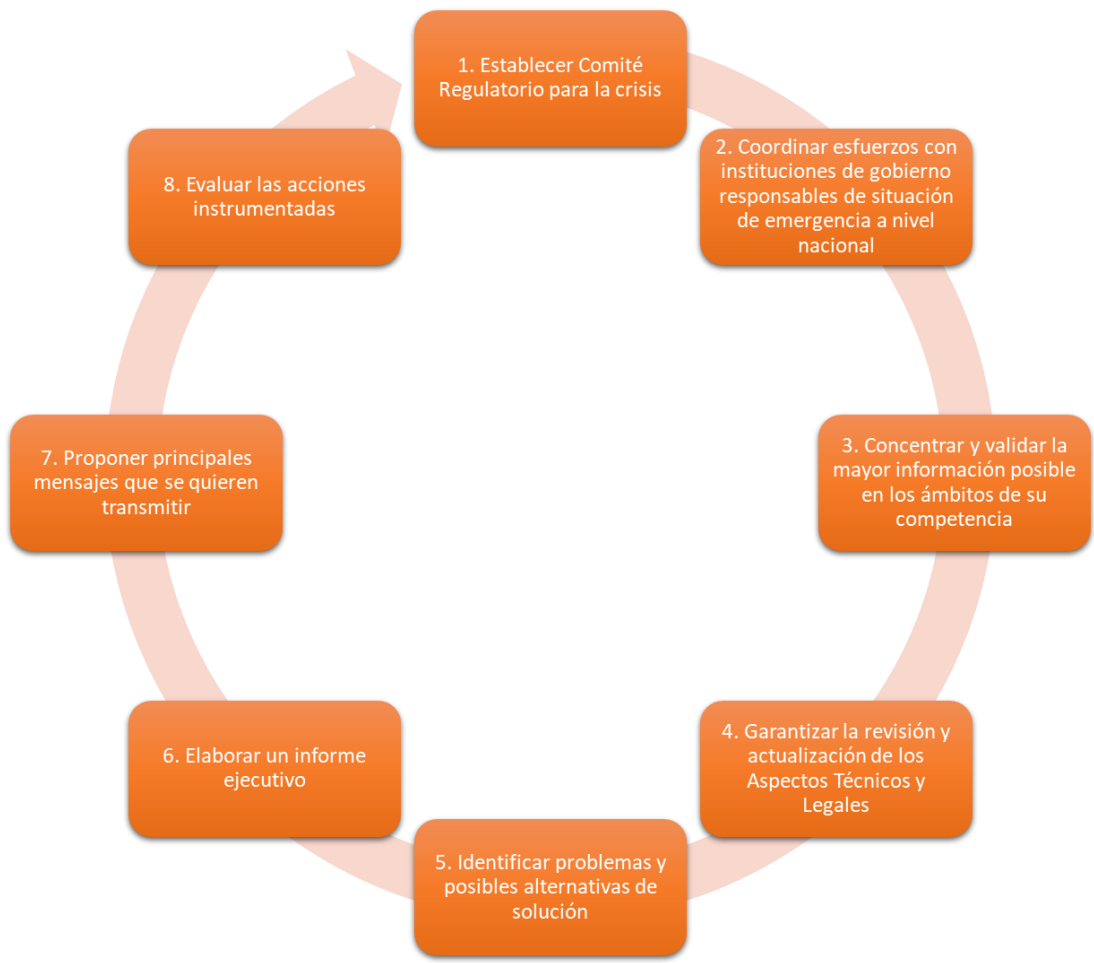 1. Establecer Comité
Regulatorio para la crisis
2. Coordinar esfuerzos con
instituciones de gobierno
responsables de situación
de emergencia a nivel
nacional
3. Concentrar y validar la
mayor información posible
en los ámbitos de su
competencia
4. Garantizar la revisión y
actualización de los
Aspectos Técnicos y
Legales
5. Identificar problemas y
posibles alternativas de
solución
6. Elaborar un informe
ejecutivo
7. Proponer principales
mensajes que se quieren
transmitir
8. Evaluar las acciones
instrumentadas